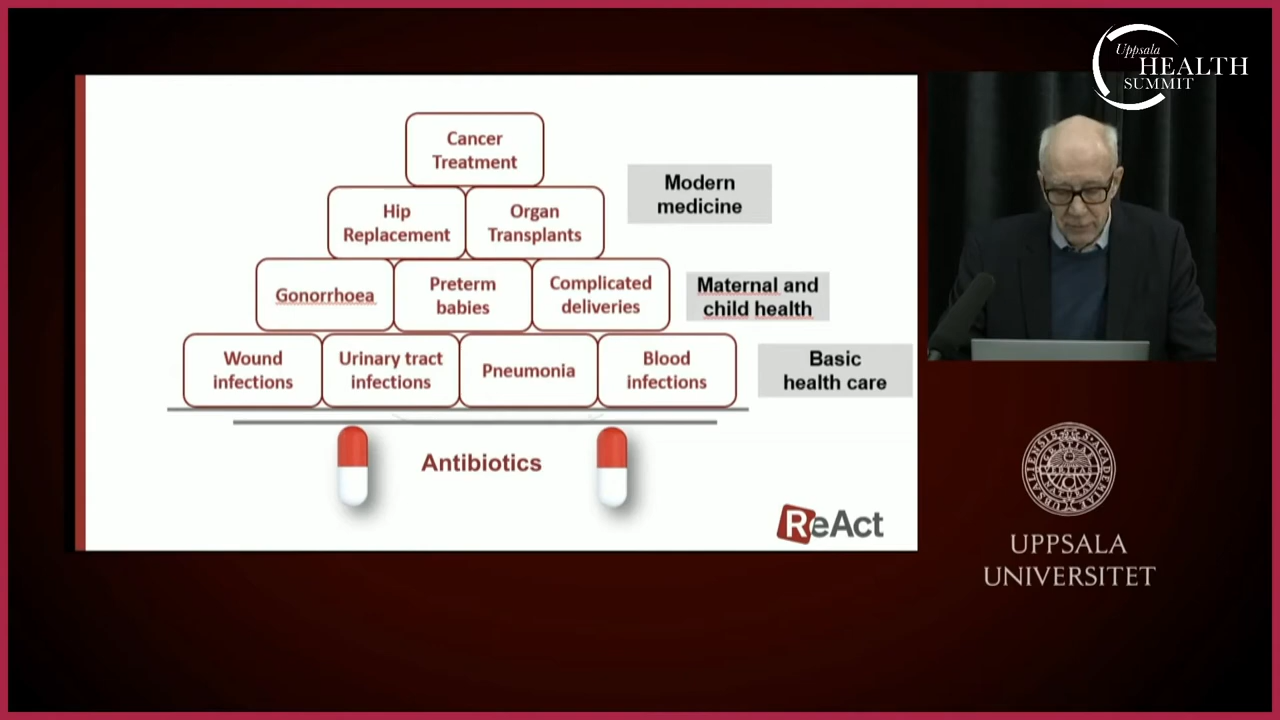 Cancer
Treatment
Hip
Replacement
Organ
Transplants
Modern
medicine
Gonorrhoea
Preterm
babies
Complicated
deliveries
Maternal and
child health
Wound
infections
Urinary tract
infections
Pneumonia
Blood
infections
Basic
health care
Antibiotics
ReAct
Uppsala
HEALTH
SUMMIT
UPPSALA
UNIVERSITET